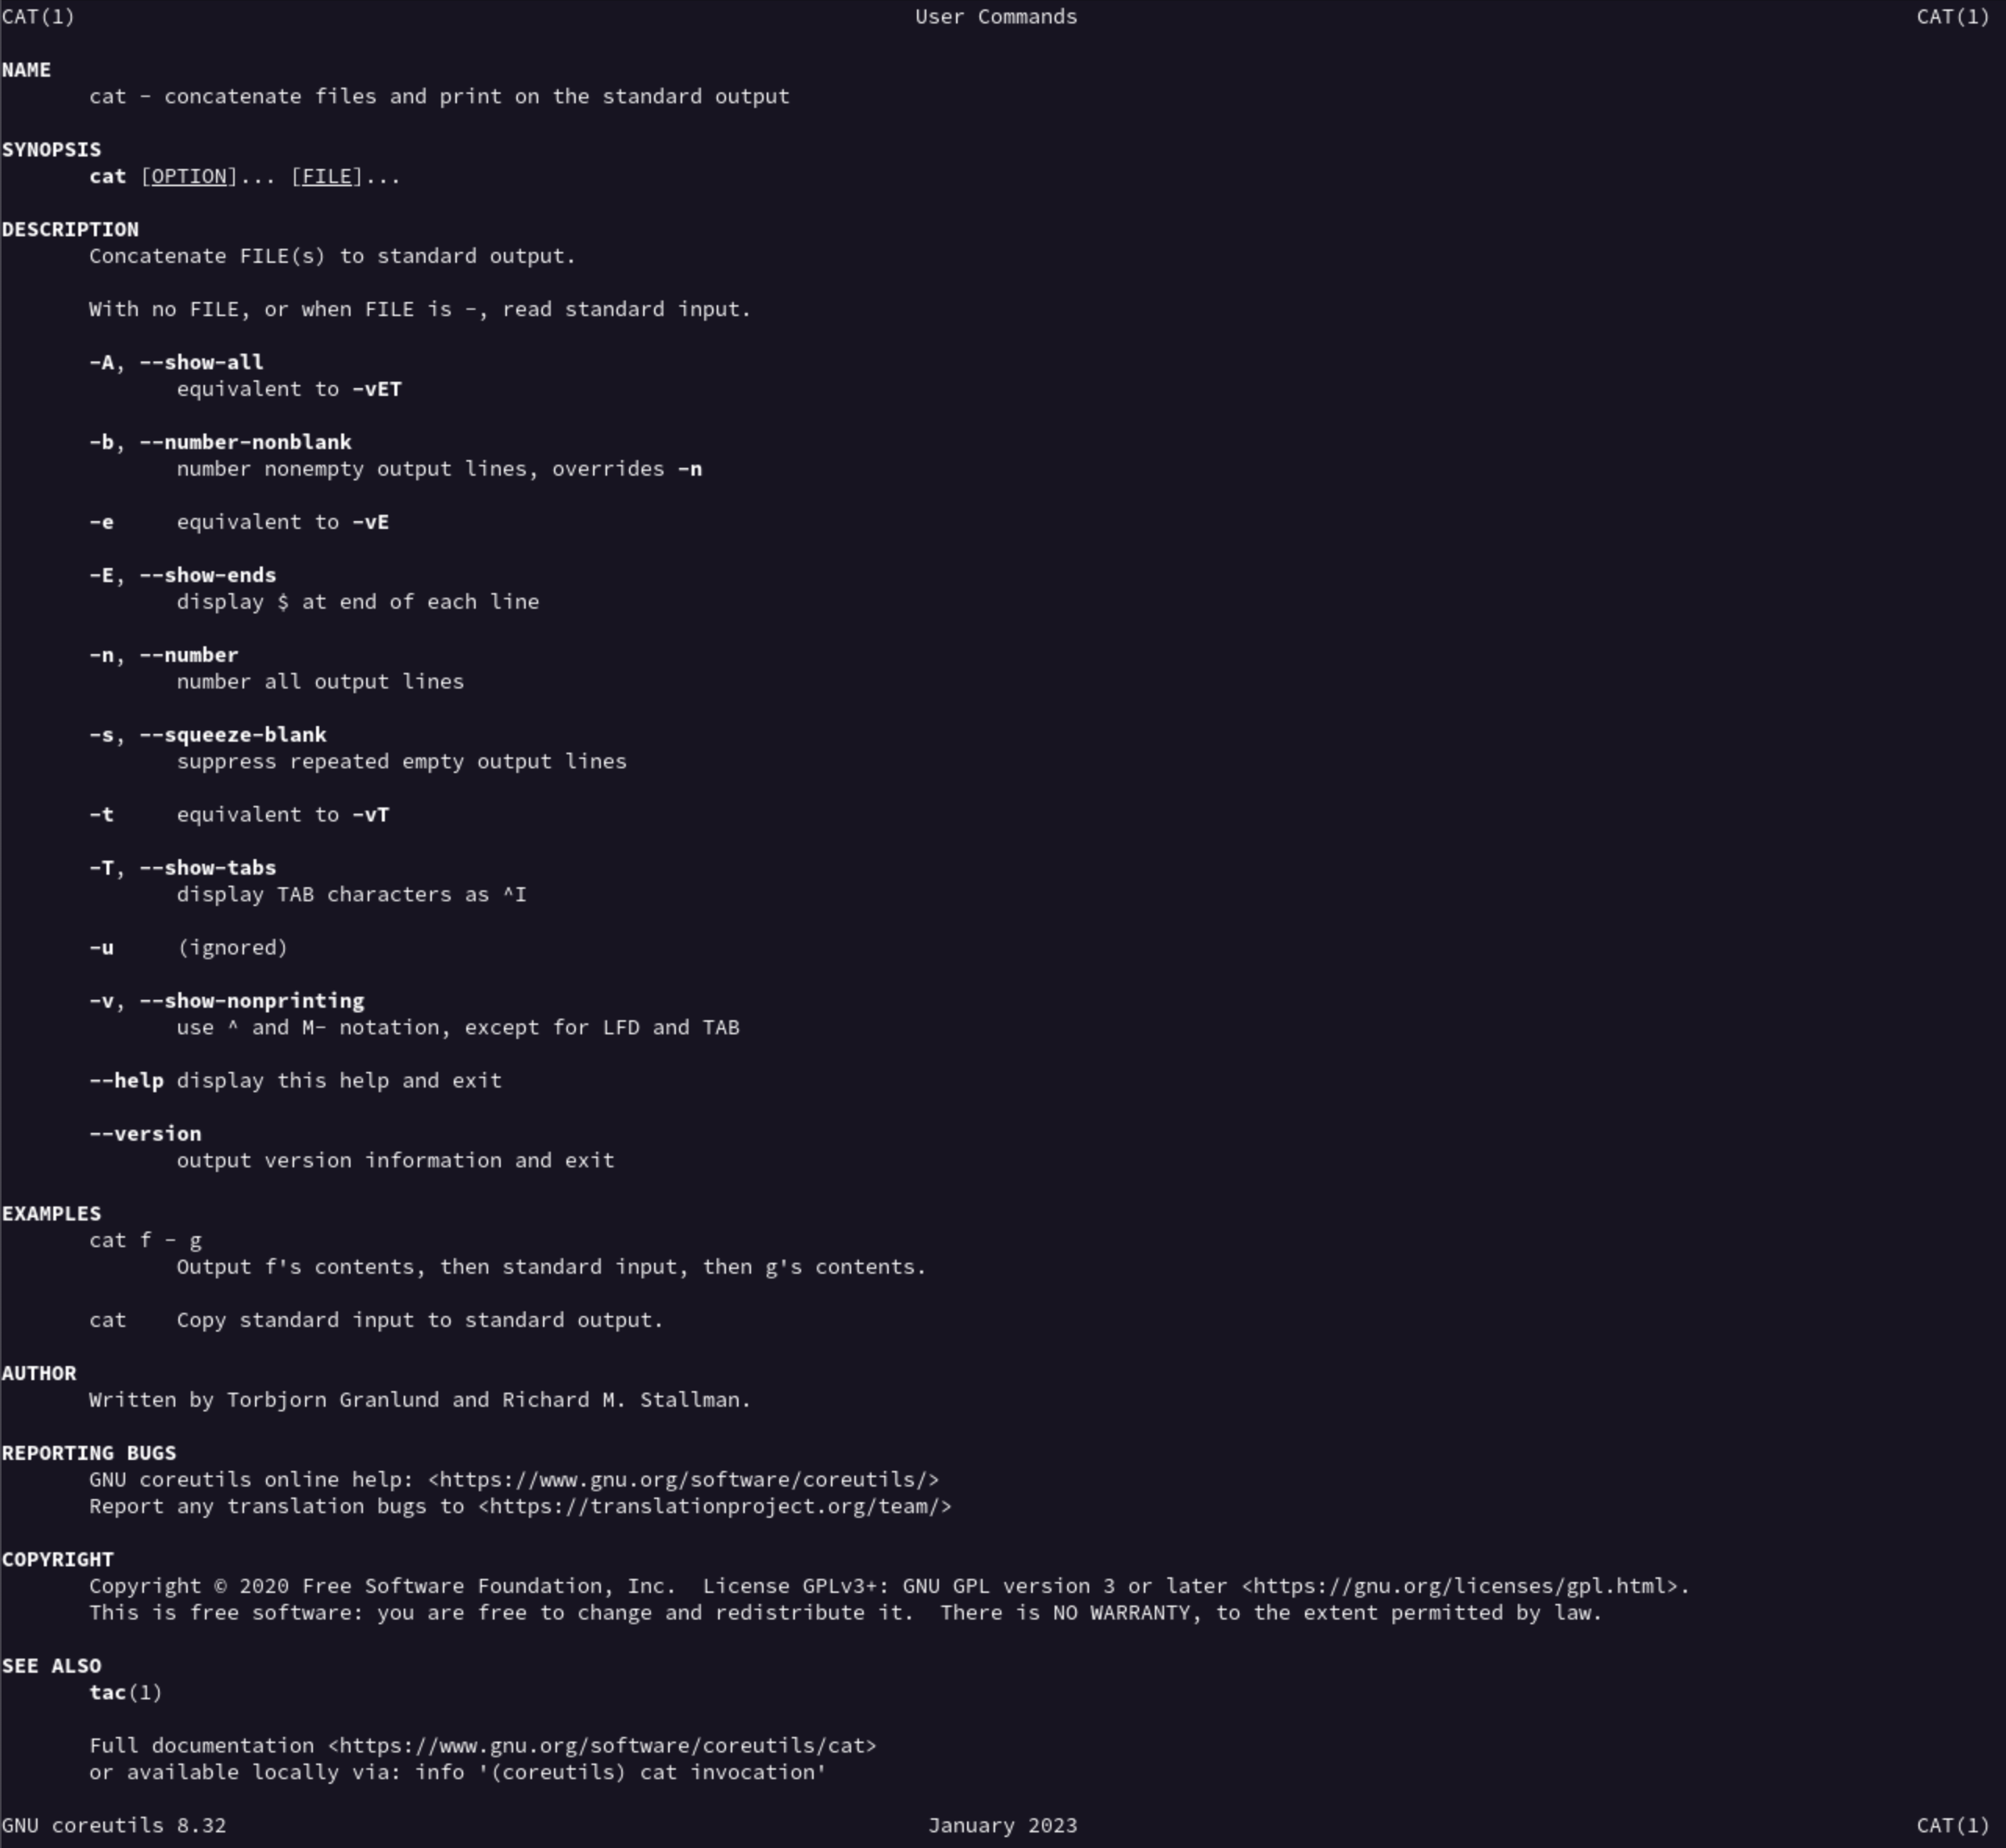 CAT(1) User Commands CAT(1)
NAME
cat - concatenate files and print on the standard output
SYNOPSIS
cat [OPTION]... [FILE]...
DESCRIPTION
Concatenate FILE(s) to standard output.
With no FILE, or when FILE is -, read standard input.
-A, --show-all
equivalent to -vET
-b, --number-nonblank
number nonempty output lines, overrides -n
-e equivalent to -vE
-E, --show-ends
display $ at end of each line
-n, --number
number all output lines
-s, --squeeze-blank
suppress repeated empty output lines
-t equivalent to -vT
-T, --show-tabs
display TAB characters as ^I
-u (ignored)
-v, --show-nonprinting
use ^ and M- notation, except for LFD and TAB
--help display this help and exit
--version
output version information and exit
EXAMPLES
cat f - g
Output f's contents, then standard input, then g's contents.
cat Copy standard input to standard output.
AUTHOR
Written by Torbjorn Granlund and Richard M. Stallman.
REPORTING BUGS
GNU coreutils online help: <https://www.gnu.org/software/coreutils/>
Report any translation bugs to <https://translationproject.org/team/>
COPYRIGHT
Copyright © 2020 Free Software Foundation, Inc. License GPLv3+: GNU GPL version 3 or later <https://gnu.org/licenses/gpl.html>.
This is free software: you are free to change and redistribute it. There is NO WARRANTY, to the extent permitted by law.
SEE ALSO
tac(1)
Full documentation <https://www.gnu.org/software/coreutils/cat>
or available locally via: info '(coreutils) cat invocation'
GNU coreutils 8.32 January 2023 CAT(1)